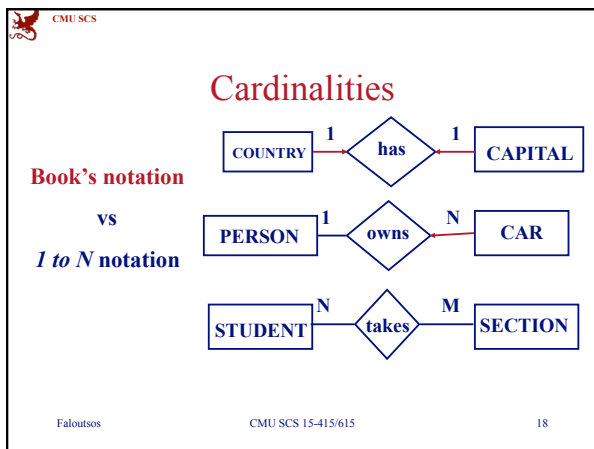 CMU SCS
Cardinalities
Book's notation
vs
1 to N notation
1 1
COUNTRY has CAPITAL
1 N
PERSON owns CAR
N M
STUDENT takes SECTION
Faloutsos CMU SCS 15-415/615 18